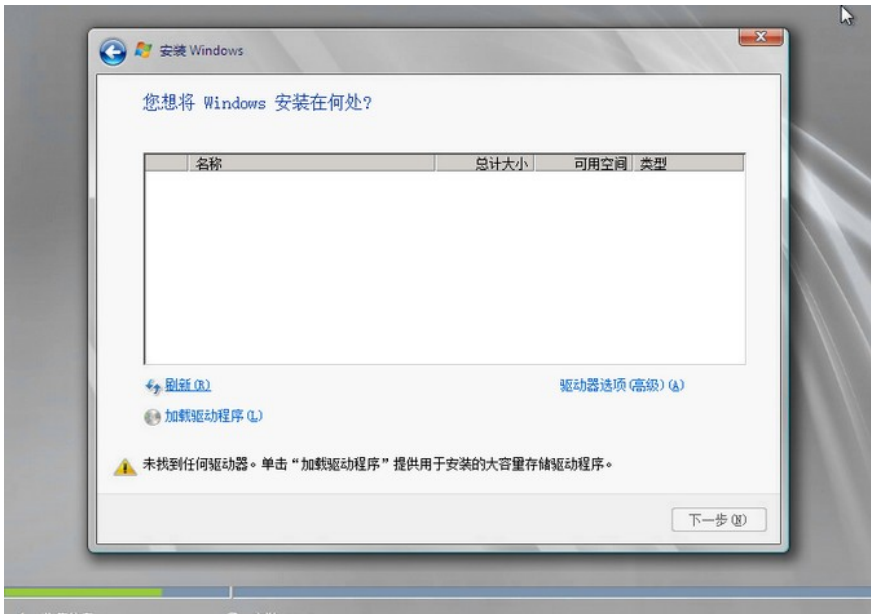 安装 Windows
您想将 Windows 安装在何处?
名称 总计大小 可用空间 类型
刷新(R) 驱动器选项(高级)(A)
加载驱动程序(L)
未找到任何驱动器。单击“加载驱动程序”提供用于安装的大容量存储驱动程序。
下一步(N)